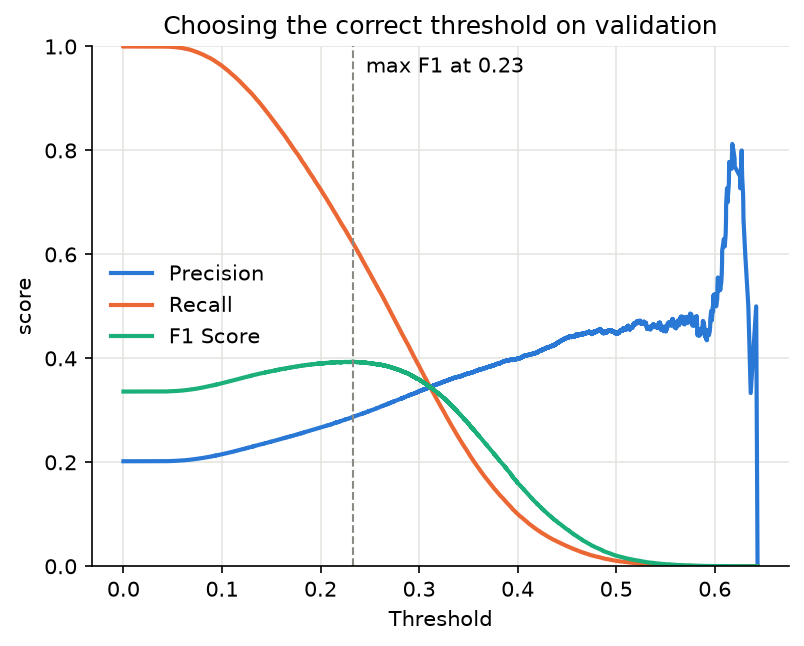 Choosing the correct threshold on validation
max F1 at 0.23
1.0
0.8
0.6
0.4
0.2
0.0
score
Precision
Recall
F1 Score
0.0 0.1 0.2 0.3 0.4 0.5 0.6
Threshold